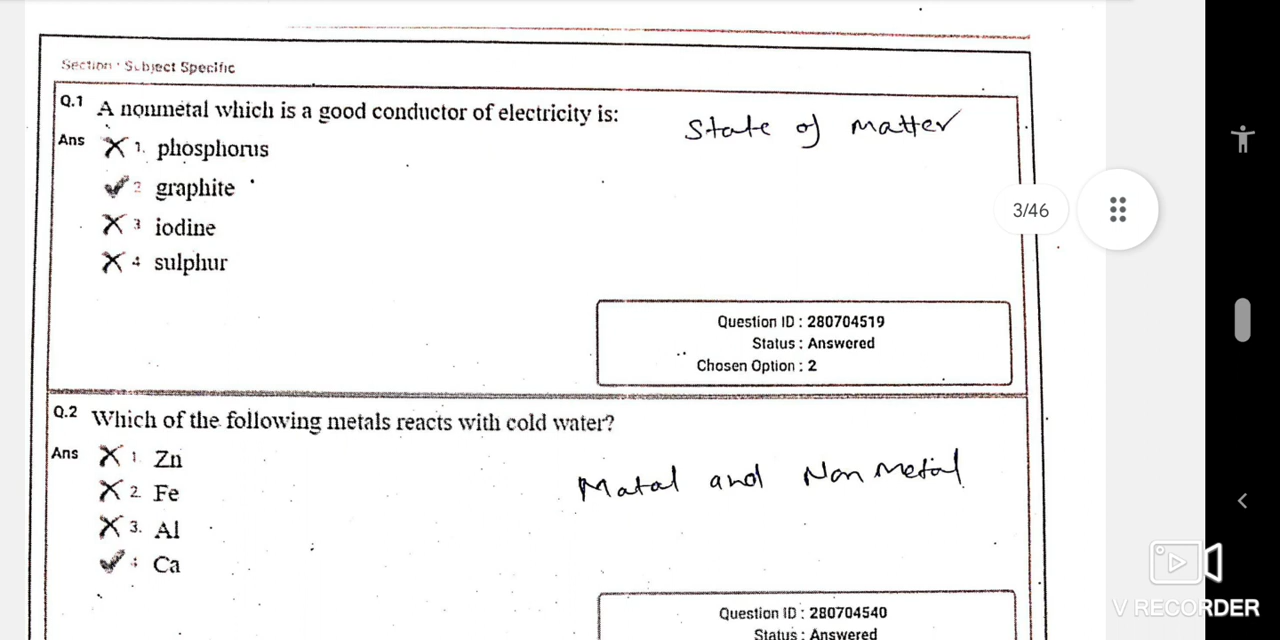 Section : Subject Specific
Q.1 A nonmetal which is a good conductor of electricity is:
State of matter
Ans 1. phosphorus
2 graphite
3 iodine
4 sulphur
3/46
Question ID : 280704519
Status : Answered
Chosen Option : 2
Q.2 Which of the following metals reacts with cold water?
Ans 1 Zn
2. Fe
3. Al
4 Ca
Matal and Non Metal
Question ID : 280704540
Status : Answered
V RECORDER